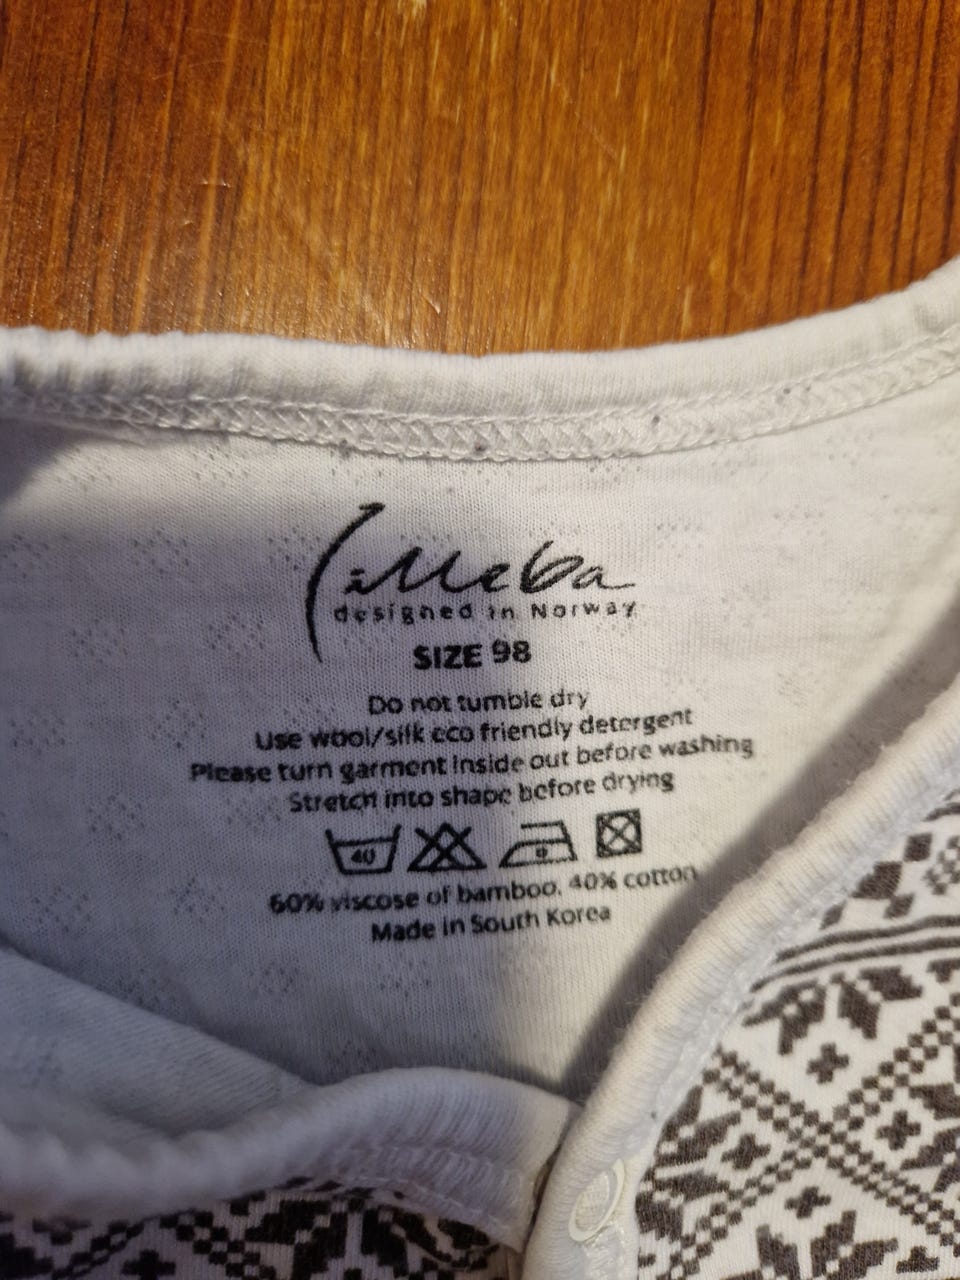 Lilleba
designed in Norway
SIZE 98
Do not tumble dry
Use wool/silk eco friendly detergent
Please turn garment inside out before washing
Stretch into shape before drying
40
60% viscose of bamboo, 40% cotton
Made in South Korea